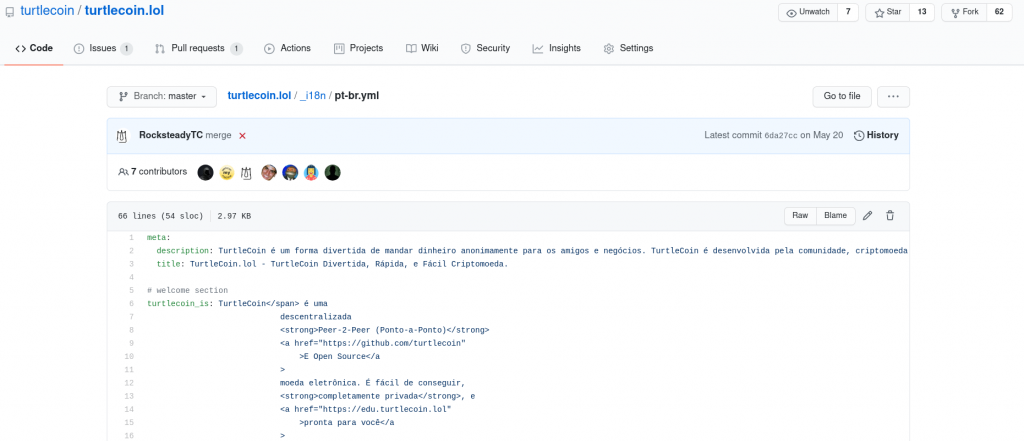 turtlecoin / turtlecoin.lol
Unwatch 7 Star 13 Fork 62
Code Issues 1 Pull requests 1 Actions Projects Wiki Security Insights Settings
Branch: master turtlecoin.lol / _i18n / pt-br.yml Go to file ...
RocksteadyTC merge Latest commit 6da27cc on May 20 History
7 contributors
66 lines (54 sloc) 2.97 KB Raw Blame
1 meta:
2 description: TurtleCoin é um forma divertida de mandar dinheiro anonimamente para os amigos e negócios. TurtleCoin é desenvolvida pela comunidade, criptomoeda
3 title: TurtleCoin.lol - TurtleCoin Divertida, Rápida, e Fácil Criptomoeda.
4
5 # welcome section
6 turtlecoin_is: TurtleCoin</span> é uma
7 descentralizada
8 <strong>Peer-2-Peer (Ponto-a-Ponto)</strong>
9 <a href="https://github.com/turtlecoin"
10 >E Open Source</a
11 >
12 moeda eletrônica. É fácil de conseguir,
13 <strong>completamente privada</strong>, e
14 <a href="https://edu.turtlecoin.lol"
15 >pronta para você</a
16 >